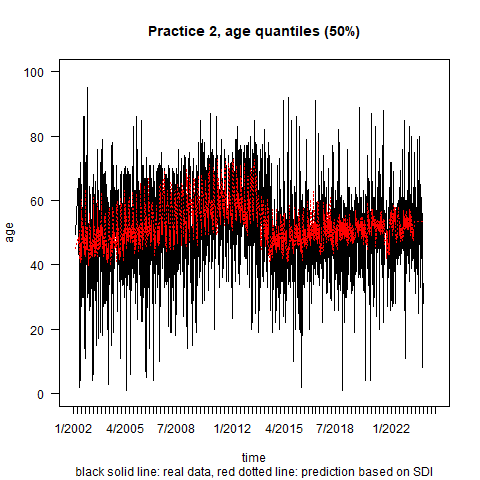 Practice 2, age quantiles (50%)
100
80
60
40
20
0
age
1/2002 4/2005 7/2008 1/2012 4/2015 7/2018 1/2022
time
black solid line: real data, red dotted line: prediction based on SDI